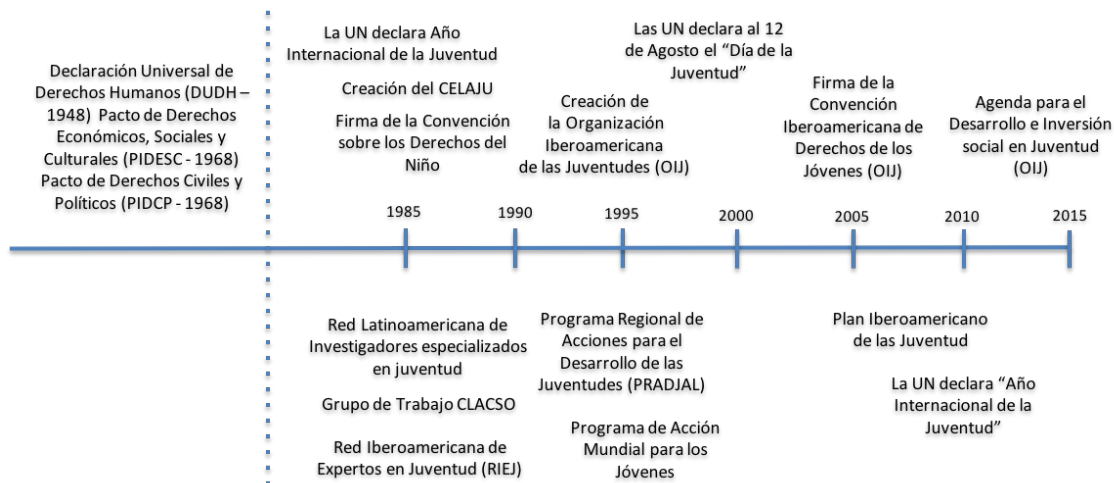 Declaración Universal de
Derechos Humanos (DUDH –
1948) Pacto de Derechos
Económicos, Sociales y
Culturales (PIDESC - 1968)
Pacto de Derechos Civiles y
Políticos (PIDCP - 1968)
La UN declara Año
Internacional de la Juventud
Creación del CELAJU
Firma de la Convención
sobre los Derechos del
Niño
Creación de
la Organización
Iberoamericana
de las Juventudes (OIJ)
Las UN declara al 12
de Agosto el “Día de la
Juventud”
Firma de la
Convención
Iberoamericana de
Derechos de los
Jóvenes (OIJ)
Agenda para el
Desarrollo e Inversión
social en Juventud
(OIJ)
1985
1990
1995
2000
2005
2010
2015
Red Latinoamericana de
Investigadores especializados
en juventud
Grupo de Trabajo CLACSO
Red Iberoamericana de
Expertos en Juventud (RIEJ)
Programa Regional de
Acciones para el
Desarrollo de las
Juventudes (PRADJAL)
Programa de Acción
Mundial para los
Jóvenes
Plan Iberoamericano
de las Juventud
La UN declara “Año
Internacional de la
Juventud”